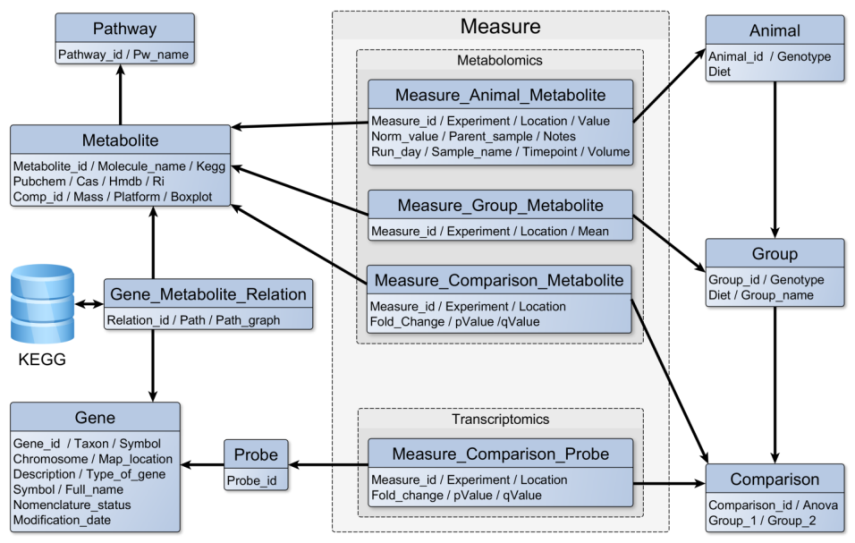 Pathway
Pathway_id / Pw_name
Metabolite
Metabolite_id / Molecule_name / Kegg
Pubchem / Cas / Hmdb / Ri
Comp_id / Mass / Platform / Boxplot
Gene_Metabolite_Relation
Relation_id / Path / Path_graph
KEGG
Gene
Gene_id / Taxon / Symbol
Chromosome / Map_location
Description / Type_of_gene
Symbol / Full_name
Nomenclature_status
Modification_date
Probe
Probe_id
Measure
Metabolomics
Measure_Animal_Metabolite
Measure_id / Experiment / Location / Value
Norm_value / Parent_sample / Notes
Run_day / Sample_name / Timepoint / Volume
Measure_Group_Metabolite
Measure_id / Experiment / Location / Mean
Measure_Comparison_Metabolite
Measure_id / Experiment / Location
Fold_Change / pValue /qValue
Transcriptomics
Measure_Comparison_Probe
Measure_id / Experiment / Location
Fold_change / pValue / qValue
Animal
Animal_id / Genotype
Diet
Group
Group_id / Genotype
Diet / Group_name
Comparison
Comparison_id / Anova
Group_1 / Group_2